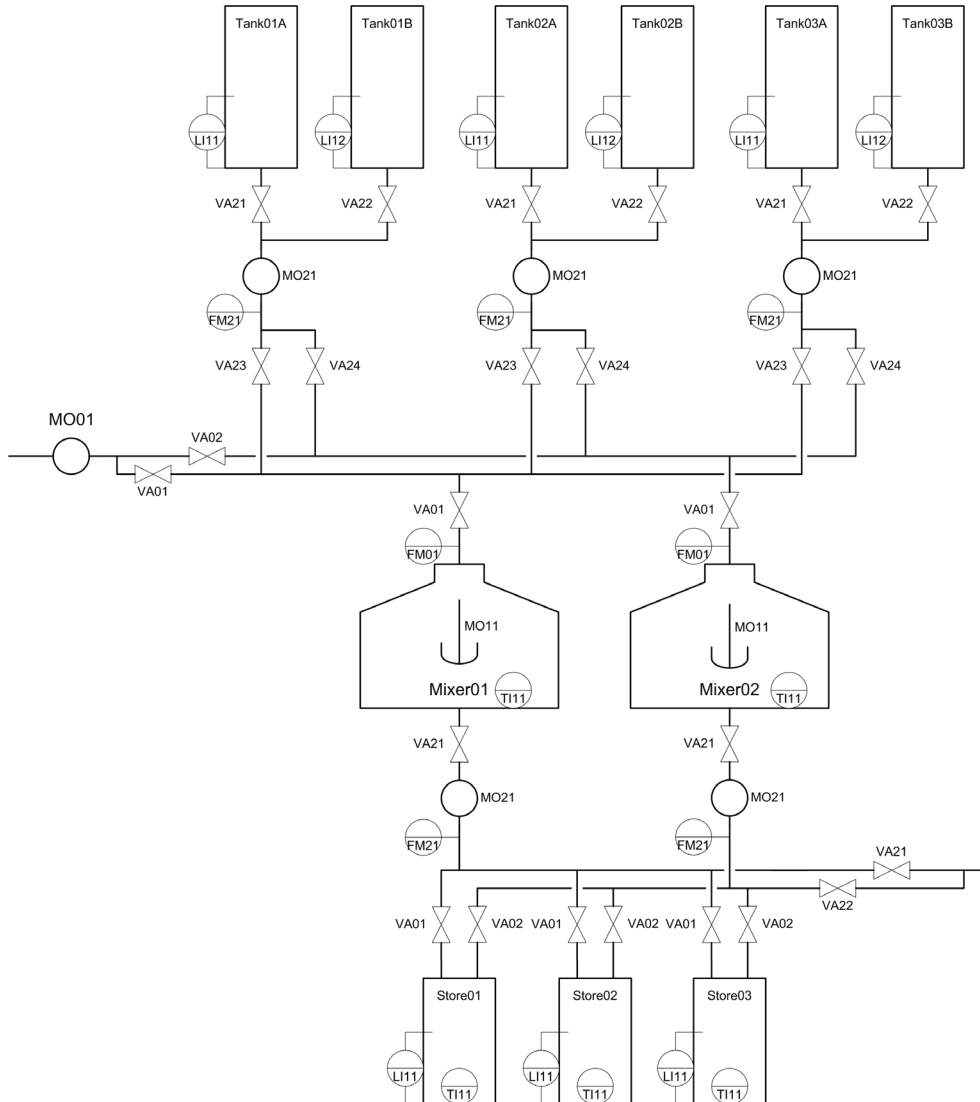 Tank01A
Tank01B
Tank02A
Tank02B
Tank03A
Tank03B
LI11
LI12
LI11
LI12
LI11
LI12
VA21
VA22
VA21
VA22
VA21
VA22
MO21
MO21
MO21
FM21
FM21
FM21
VA23
VA24
VA23
VA24
VA23
VA24
MO01
VA02
VA01
VA01
VA01
FM01
FM01
MO11
MO11
Mixer01
TI11
Mixer02
TI11
VA21
VA21
MO21
MO21
FM21
FM21
VA21
VA22
VA01
VA02
VA01
VA02
VA01
VA02
Store01
Store02
Store03
LI11
TI11
LI11
TI11
LI11
TI11